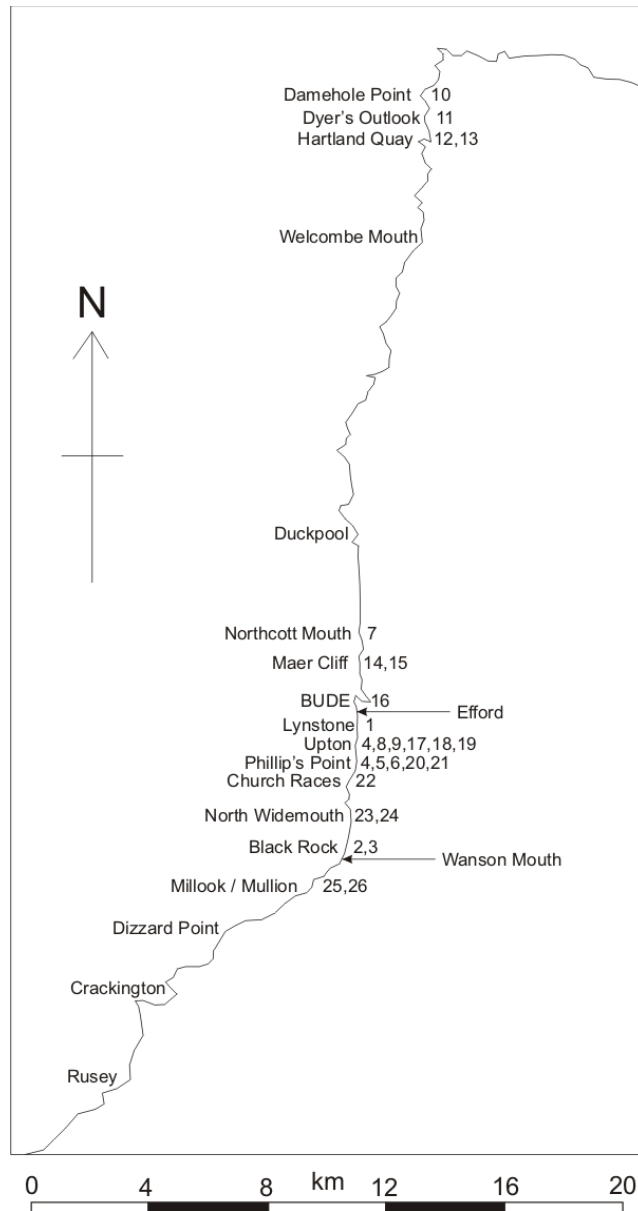 Damehole Point 10
Dyer's Outlook 11
Hartland Quay 12,13
Welcombe Mouth
N
Duckpool
Northcott Mouth 7
Maer Cliff 14,15
BUDE 16
Efford
Lynstone 1
Upton 4,8,9,17,18,19
Phillip's Point 4,5,6,20,21
Church Races 22
North Widemouth 23,24
Black Rock 2,3
Wanson Mouth
Millook / Mullion 25,26
Dizzard Point
Crackington
Rusey
0 4 8 km 12 16 20